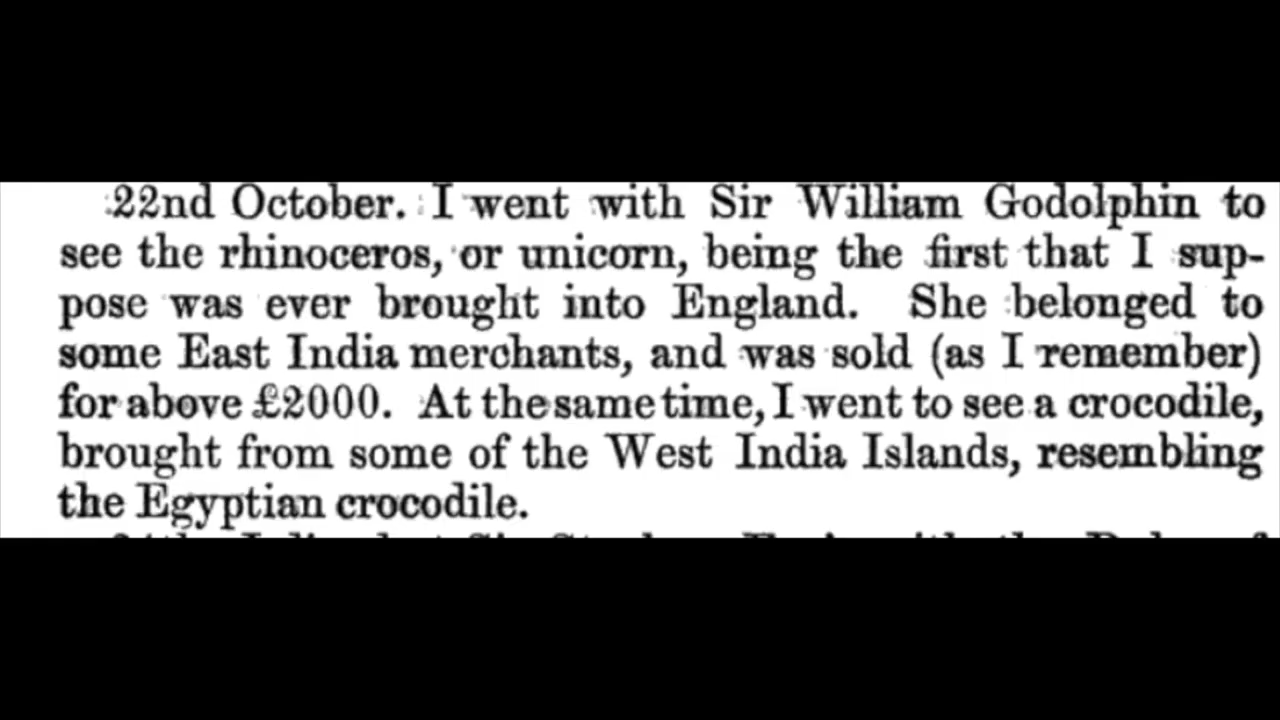 22nd October. I went with Sir William Godolphin to
see the rhinoceros, or unicorn, being the first that I sup-
pose was ever brought into England. She belonged to
some East India merchants, and was sold (as I remember)
for above £2000. At the same time, I went to see a crocodile,
brought from some of the West India Islands, resembling
the Egyptian crocodile.